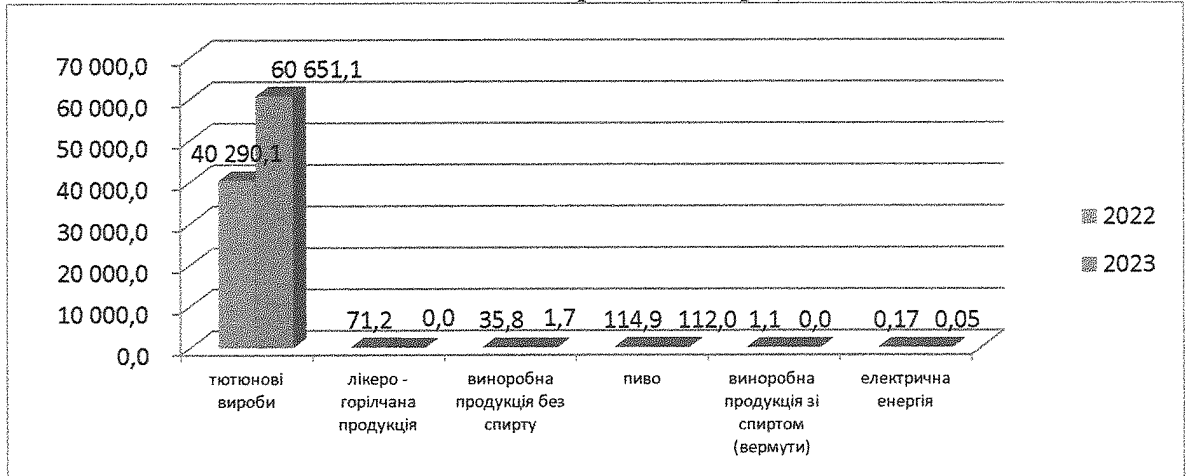 70 000,0
60 000,0
50 000,0
40 000,0
30 000,0
20 000,0
10 000,0
0,0
40 290,1
60 651,1
71,2 0,0
35,8 1,7
114,9 112,0
1,1 0,0
0,17 0,05
тютюнові
вироби
лікеро -
горілчана
продукція
виноробна
продукція без
спирту
пиво
виноробна
продукція зі
спиртом
(вермути)
електрична
енергія
2022
2023